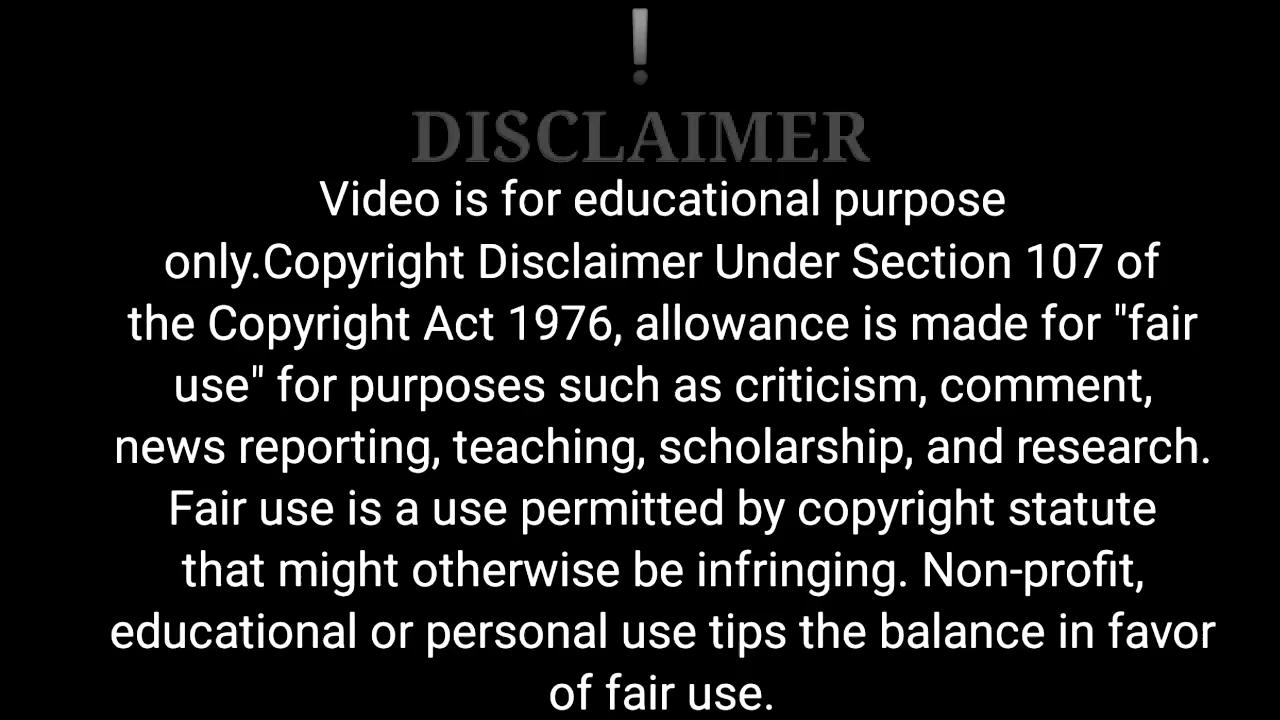 ❗
DISCLAIMER
Video is for educational purpose
only.Copyright Disclaimer Under Section 107 of
the Copyright Act 1976, allowance is made for "fair
use" for purposes such as criticism, comment,
news reporting, teaching, scholarship, and research.
Fair use is a use permitted by copyright statute
that might otherwise be infringing. Non-profit,
educational or personal use tips the balance in favor
of fair use.